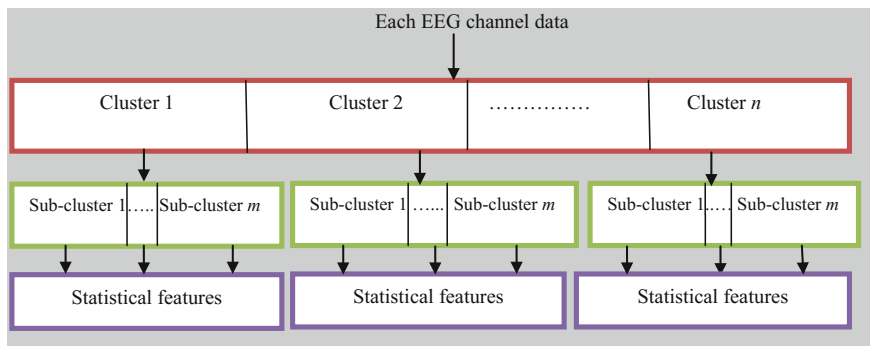 Each EEG channel data
Cluster 1 Cluster 2 …………… Cluster n
Sub-cluster 1 ….. Sub-cluster m Sub-cluster 1 …... Sub-cluster m Sub-cluster 1 ..… Sub-cluster m
Statistical features Statistical features Statistical features